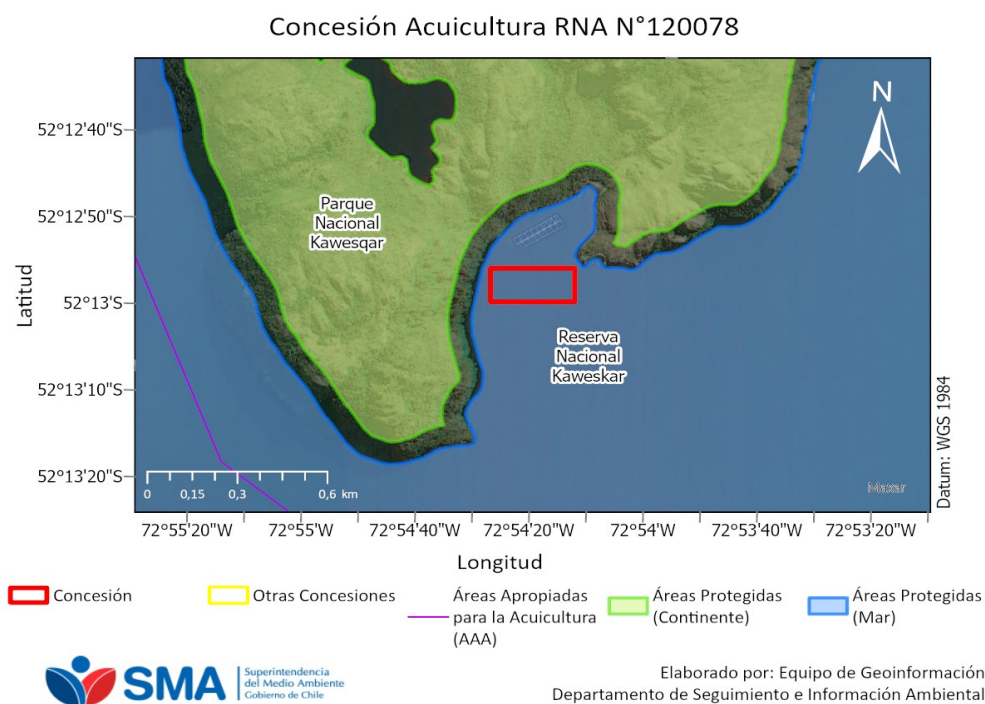 Concesión Acuicultura RNA N°120078
N
52°12'40"S
52°12'50"S
52°13'S
52°13'10"S
52°13'20"S
Latitud
Parque
Nacional
Kawesqar
Reserva
Nacional
Kaweskar
0 0,15 0,3 0,6 km
Maxar
Datum: WGS 1984
72°55'20"W 72°55'W 72°54'40"W 72°54'20"W 72°54'W 72°53'40"W 72°53'20"W
Longitud
Concesión
Otras Concesiones
Áreas Apropiadas
para la Acuicultura
(AAA)
Áreas Protegidas
(Continente)
Áreas Protegidas
(Mar)
SMA
Superintendencia
del Medio Ambiente
Gobierno de Chile
Elaborado por: Equipo de Geoinformación
Departamento de Seguimiento e Información Ambiental